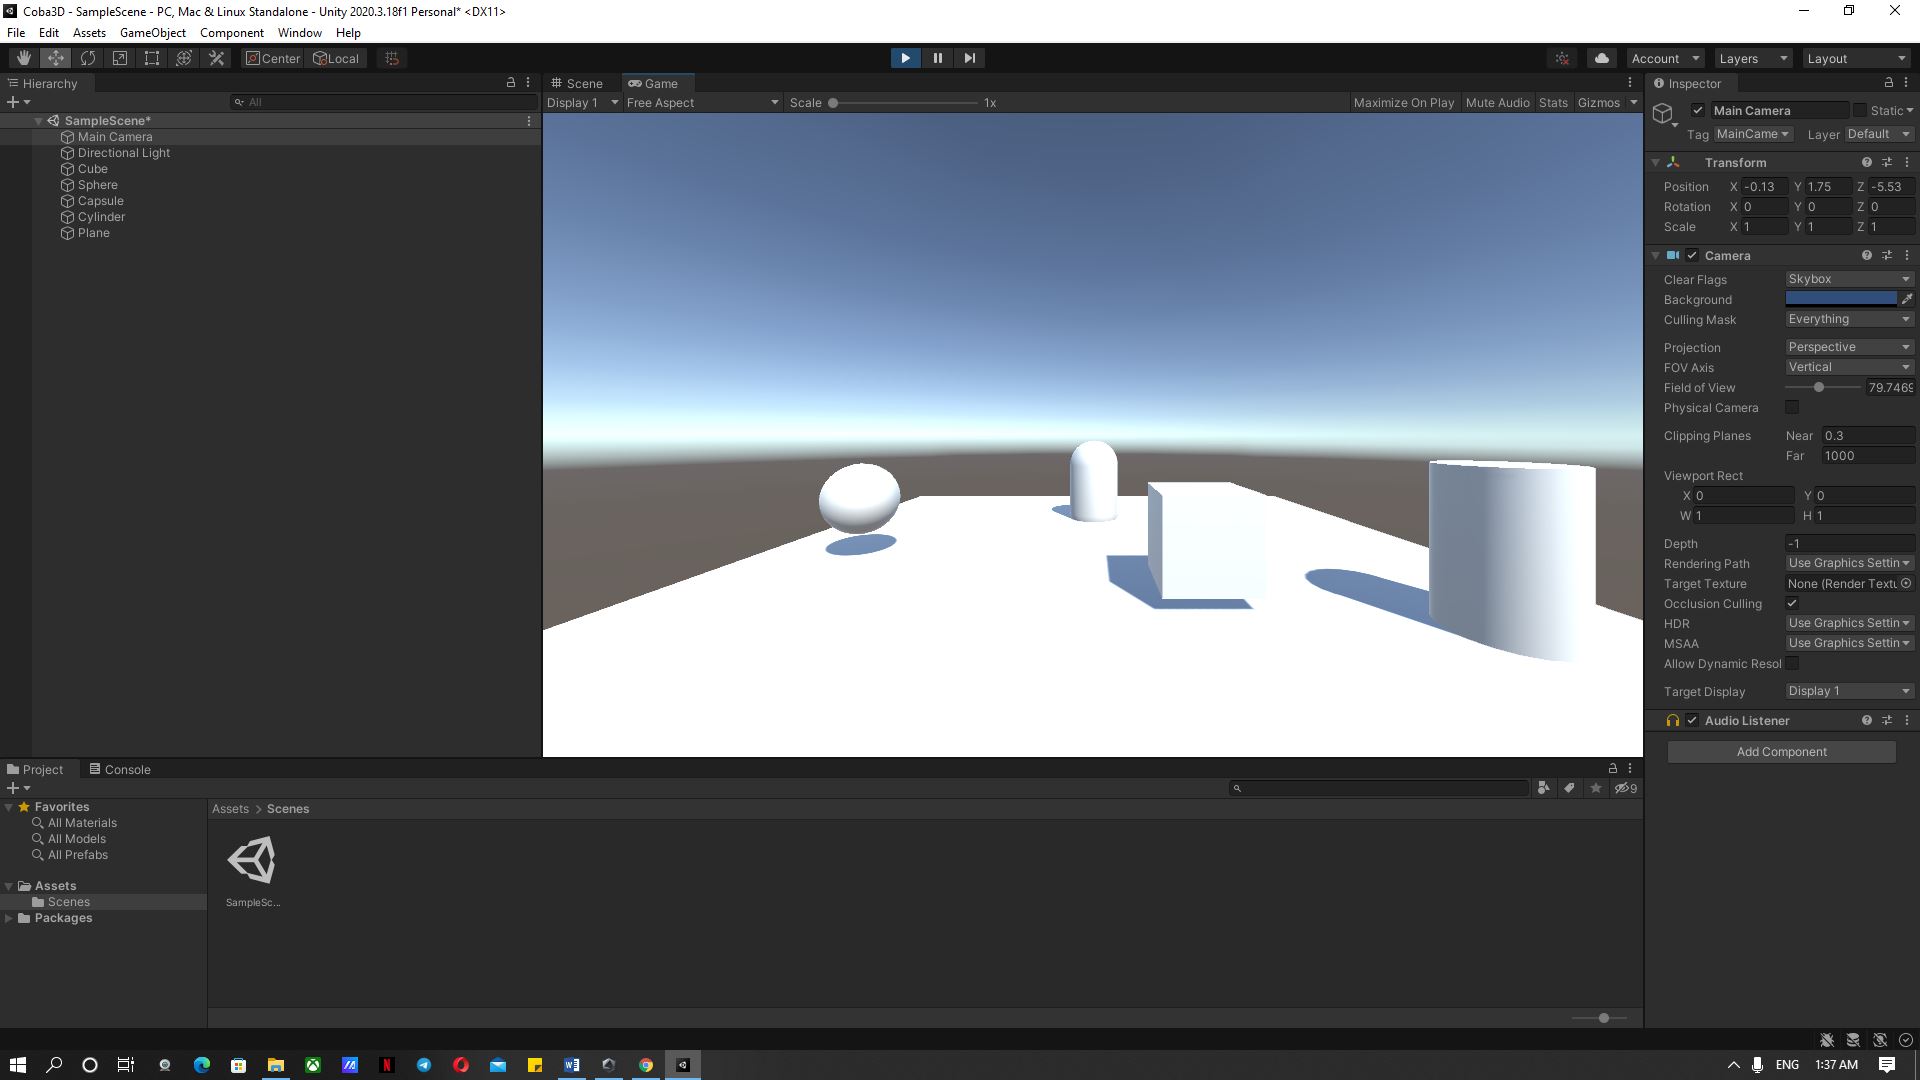 Coba3D - SampleScene - PC, Mac & Linux Standalone - Unity 2020.3.18f1 Personal* <DX11>
File Edit Assets GameObject Component Window Help
Center Local
Account Layers Layout
Hierarchy
All
SampleScene*
Main Camera
Directional Light
Cube
Sphere
Capsule
Cylinder
Plane
Scene Game
Display 1 Free Aspect Scale 1x Maximize On Play Mute Audio Stats Gizmos
Inspector
Main Camera Static
Tag MainCame Layer Default
Transform
Position X -0.13 Y 1.75 Z -5.53
Rotation X 0 Y 0 Z 0
Scale X 1 Y 1 Z 1
Camera
Clear Flags Skybox
Background
Culling Mask Everything
Projection Perspective
FOV Axis Vertical
Field of View 79.7469
Physical Camera
Clipping Planes Near 0.3
Far 1000
Viewport Rect
X 0 Y 0
W 1 H 1
Depth -1
Rendering Path Use Graphics Settin
Target Texture None (Render Textu
Occlusion Culling
HDR Use Graphics Settin
MSAA Use Graphics Settin
Allow Dynamic Resol
Target Display Display 1
Audio Listener
Add Component
Project Console
9
Favorites
All Materials
All Models
All Prefabs
Assets
Scenes
Packages
Assets > Scenes
SampleSc...
ENG 1:37 AM